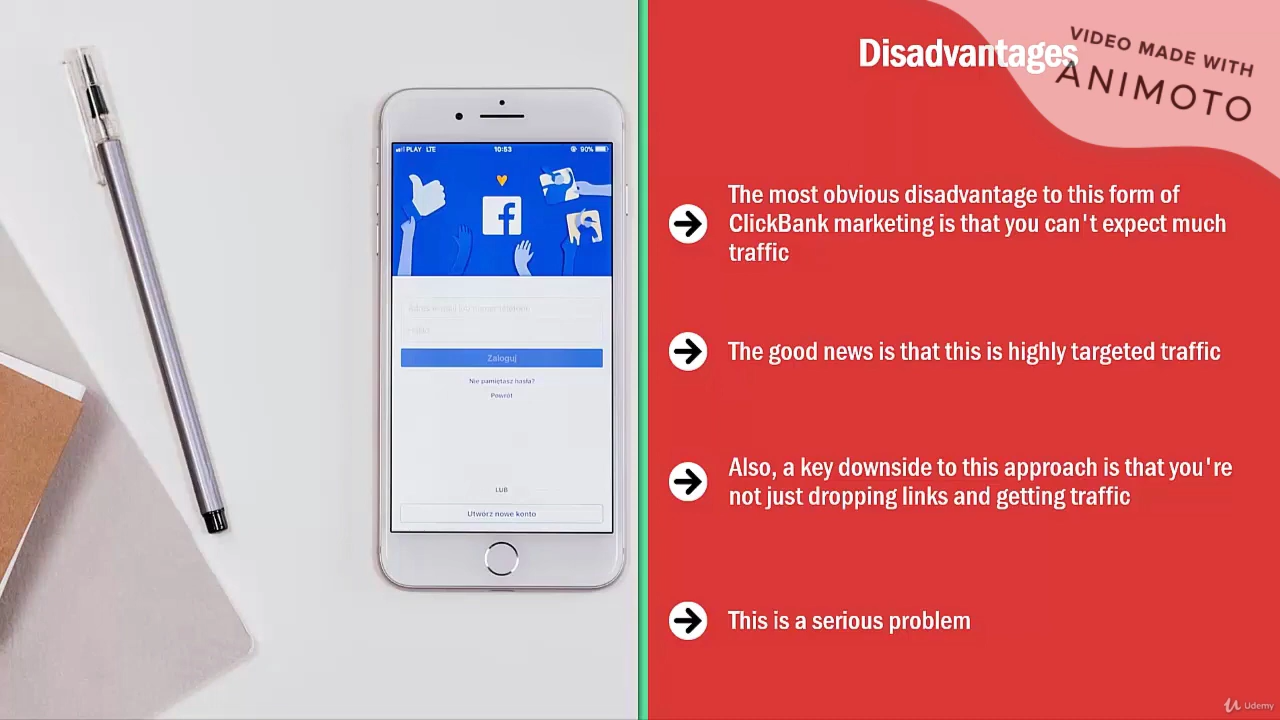 Disadvantages
VIDEO MADE WITH
ANIMOTO
The most obvious disadvantage to this form of
ClickBank marketing is that you can't expect much
traffic
The good news is that this is highly targeted traffic
Also, a key downside to this approach is that you're
not just dropping links and getting traffic
This is a serious problem
PLAY LTE
10:53
90%
f
Zaloguj
Nie pamiętasz hasła?
Powrót
LUB
Utwórz nowe konto
Udemy